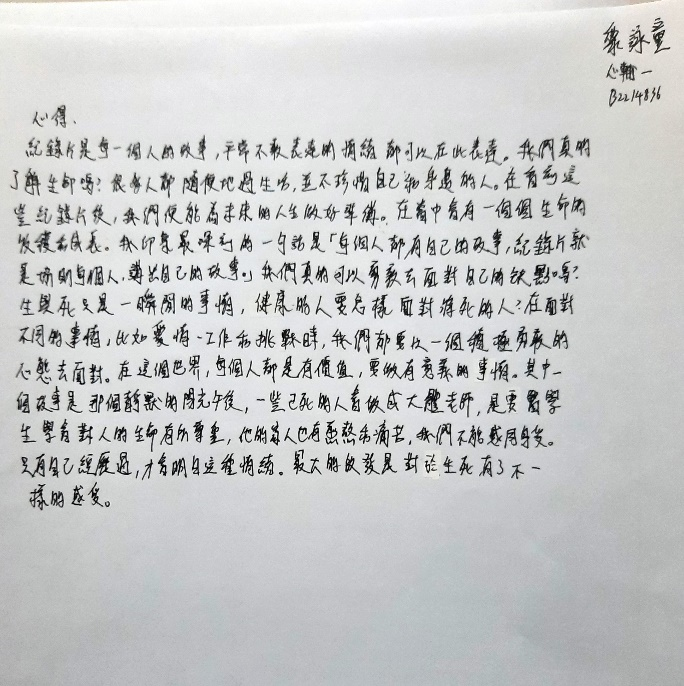 黎詠童
心輔一
B2214836
心得、
紀錄片是每一個人的故事，平常不敢表達的情緒都可以在此表達。我們真的
了解生命嗎？很多人都隨便地過生活，並不珍惜自己和身邊的人。在看到這
些紀錄片後，我們便能為未來的人生做好準備。在當中會有一個個生命的
收穫和成長。我印象最深刻的一句話是「每個人都有自己的故事，紀錄片就
是協助每個人，講出自己的故事。」我們真的可以勇敢去面對自己的缺點嗎？
生與死只是一瞬間的事情，健康的人要怎樣面對將死的人？在面對
不同的事情，比如愛情、工作和挑戰時，我們都要以一個積極勇敢的
心態去面對。在這個世界，每個人都是有價值，要做有意義的事情。其中一
個故事是那個靜默的陽光午後，一些已死的人會做成大體老師，是要醫學
生學會對人的生命有所尊重，他的家人也有悲愁和痛苦，我們不能感同身受。
只有自己經歷過，才會明白這種情緒。最大的啟發是對於生死有了不一
樣的感受。